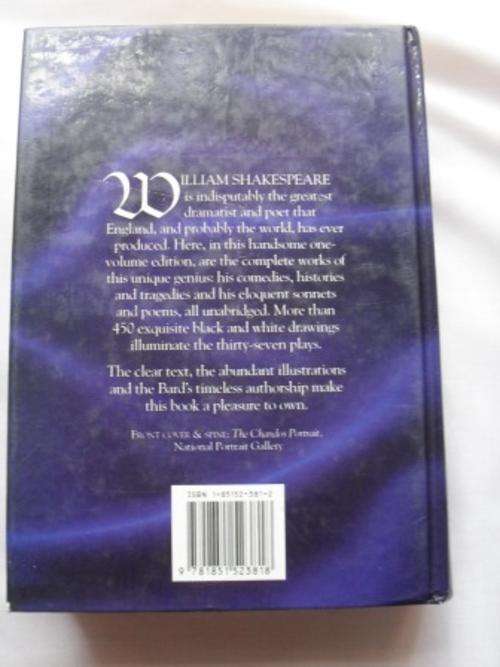 WILLIAM SHAKESPEARE
is indisputably the greatest
dramatist and poet that
England, and probably the world, has ever
produced. Here, in this handsome one-
volume edition, are the complete works of
this unique genius: his comedies, histories
and tragedies and his eloquent sonnets
and poems, all unabridged. More than
450 exquisite black and white drawings
illuminate the thirty-seven plays.
The clear text, the abundant illustrations
and the Bard's timeless authorship make
this book a pleasure to own.
FRONT COVER & SPINE: The Chandos Portrait,
National Portrait Gallery
ISBN 1-85152-381-2
9 781851 523818